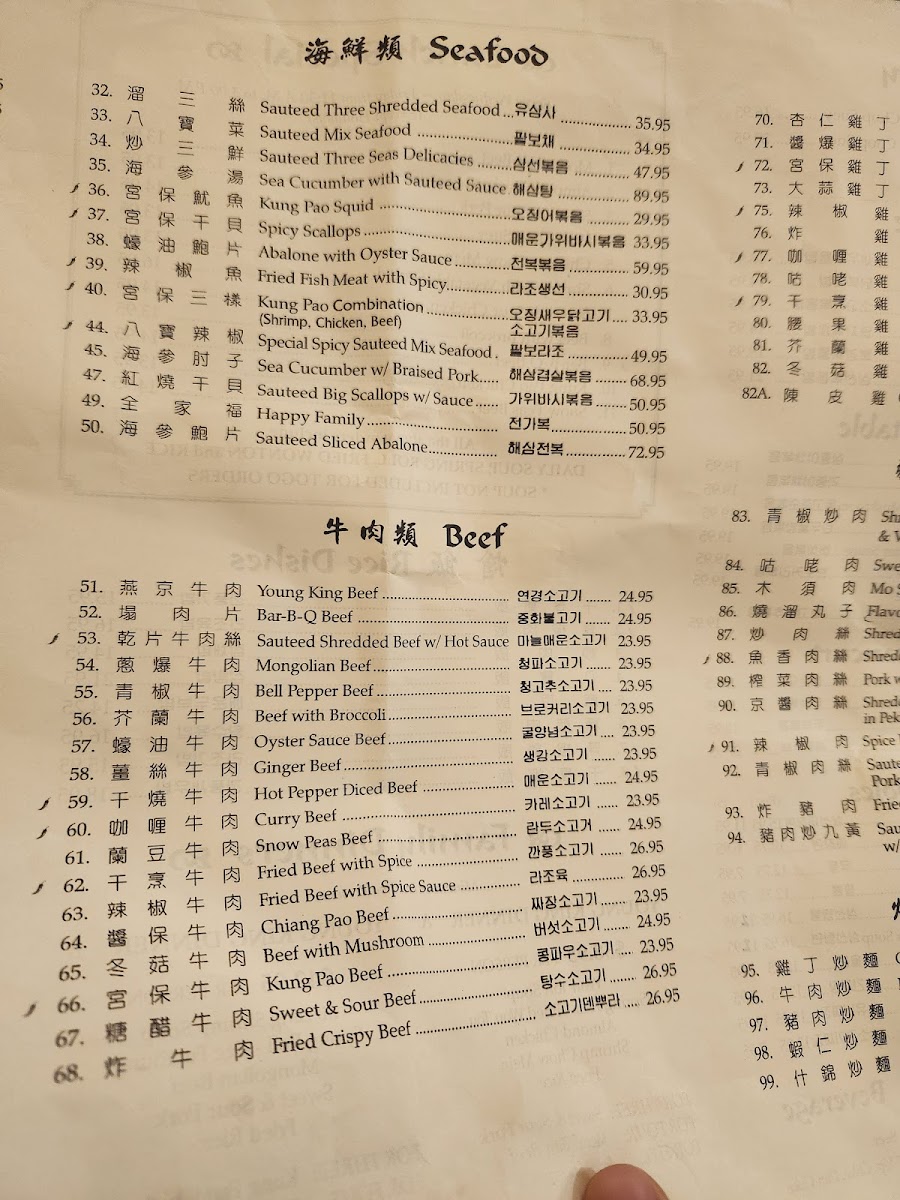 海鮮類 Seafood
32. 溜三絲 Sauteed Three Shredded Seafood ... 유삼사 ... 35.95
33. 八寶菜 Sauteed Mix Seafood ... 팔보채 ... 34.95
34. 炒三鮮 Sauteed Three Seas Delicacies ... 삼선볶음 ... 47.95
35. 海參湯 Sea Cucumber with Sauteed Sauce 해삼탕 ... 89.95
36. 宮保魷魚 Kung Pao Squid ... 오징어볶음 ... 29.95
37. 宮保干貝 Spicy Scallops ... 매운가위바시볶음 33.95
38. 蠔油鮑片 Abalone with Oyster Sauce ... 전복볶음 ... 59.95
39. 辣椒魚 Fried Fish Meat with Spicy ... 라조생선 ... 30.95
40. 宮保三樣 Kung Pao Combination ... 오징새우닭고기 ... 33.95
(Shrimp, Chicken, Beef) 소고기볶음
44. 八寶辣椒 Special Spicy Sauteed Mix Seafood . 팔보라조 ... 49.95
45. 海參肘子 Sea Cucumber w/ Braised Pork ... 해삼겹살볶음 ... 68.95
47. 紅燒干貝 Sauteed Big Scallops w/ Sauce ... 가위바시볶음 ... 50.95
49. 全家福 Happy Family ... 전가복 ... 50.95
50. 海參鮑片 Sauteed Sliced Abalone ... 해삼전복 ... 72.95
牛肉類 Beef
51. 燕京牛肉 Young King Beef ... 연경소고기 ... 24.95
52. 塌肉片 Bar-B-Q Beef ... 중화불고기 ... 24.95
53. 乾片牛肉絲 Sauteed Shredded Beef w/ Hot Sauce 마늘매운소고기 23.95
54. 蔥爆牛肉 Mongolian Beef ... 청파소고기 ... 23.95
55. 青椒牛肉 Bell Pepper Beef ... 청고추소고기 ... 23.95
56. 芥蘭牛肉 Beef with Broccoli ... 브로커리소고기 23.95
57. 蠔油牛肉 Oyster Sauce Beef ... 굴양념소고기 ... 23.95
58. 薑絲牛肉 Ginger Beef ... 생강소고기 ... 23.95
59. 干燒牛肉 Hot Pepper Diced Beef ... 매운소고기 ... 24.95
60. 咖喱牛肉 Curry Beef ... 카레소고기 ... 23.95
61. 蘭豆牛肉 Snow Peas Beef ... 란두소고기 ... 24.95
62. 干烹牛肉 Fried Beef with Spice ... 깐풍소고기 ... 26.95
63. 辣椒牛肉 Fried Beef with Spice Sauce ... 라조육 ... 26.95
64. 醬保牛肉 Chiang Pao Beef ... 짜장소고기 ... 23.95
65. 冬菇牛肉 Beef with Mushroom ... 버섯소고기 ... 24.95
66. 宮保牛肉 Kung Pao Beef ... 콩파우소고기 ... 23.95
67. 糖醋牛肉 Sweet & Sour Beef ... 탕수소고기 ... 26.95
68. 炸牛肉 Fried Crispy Beef ... 소고기덴뿌라 ... 26.95
70. 杏仁雞丁
71. 醬爆雞丁
72. 宮保雞丁
73. 大蒜雞丁
75. 辣椒雞
76. 炸雞
77. 咖喱雞
78. 咕咾雞
79. 干烹雞
80. 腰果雞
81. 芥蘭雞
82. 冬菇雞
82A. 陳皮雞
83. 青椒炒肉 Sh
& V
84. 咕咾肉 Swe
85. 木須肉 Mo S
86. 燒溜丸子 Flavo
87. 炒肉絲 Shred
88. 魚香肉絲 Shred
89. 榨菜肉絲 Pork w
90. 京醬肉絲 Shred
in Pek
91. 辣椒肉 Spice
92. 青椒肉絲 Saute
Pork
93. 炸豬肉 Frie
94. 豬肉炒九黃 Sau
w/
95. 雞丁炒麵
96. 牛肉炒麵
97. 豬肉炒麵
98. 蝦仁炒麵
99. 什錦炒麵